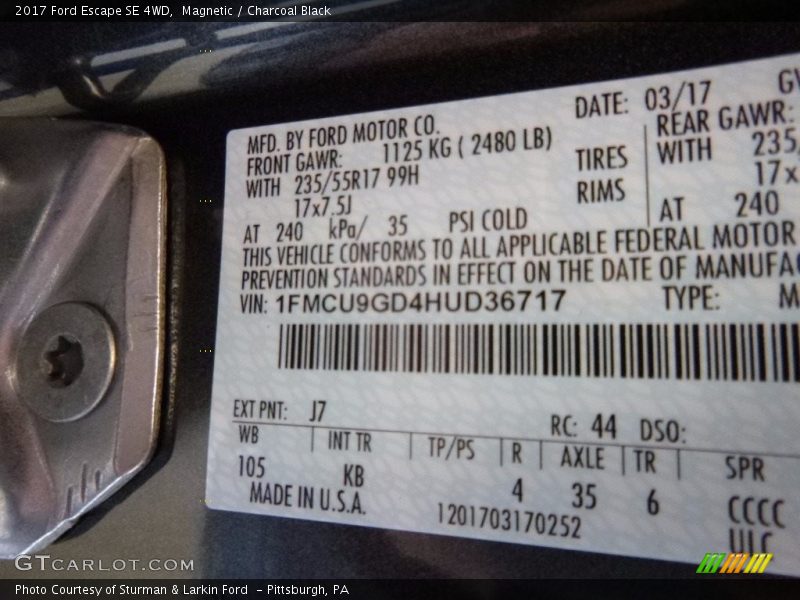 2017 Ford Escape SE 4WD, Magnetic / Charcoal Black
MFD. BY FORD MOTOR CO.
DATE: 03/17
FRONT GAWR: 1125 KG ( 2480 LB)
REAR GAWR:
WITH 235/55R17 99H TIRES WITH 235/
17x7.5J RIMS 17x
AT 240 kPa/ 35 PSI COLD AT 240
THIS VEHICLE CONFORMS TO ALL APPLICABLE FEDERAL MOTOR
PREVENTION STANDARDS IN EFFECT ON THE DATE OF MANUFA
VIN: 1FMCU9GD4HUD36717 TYPE:
EXT PNT: J7 RC: 44 DSO:
WB INT TR TP/PS R AXLE TR SPR
105 KB 4 35 6 CCCC
MADE IN U.S.A. 1201703170252
GTCARLOT.COM
Photo Courtesy of Sturman & Larkin Ford - Pittsburgh, PA